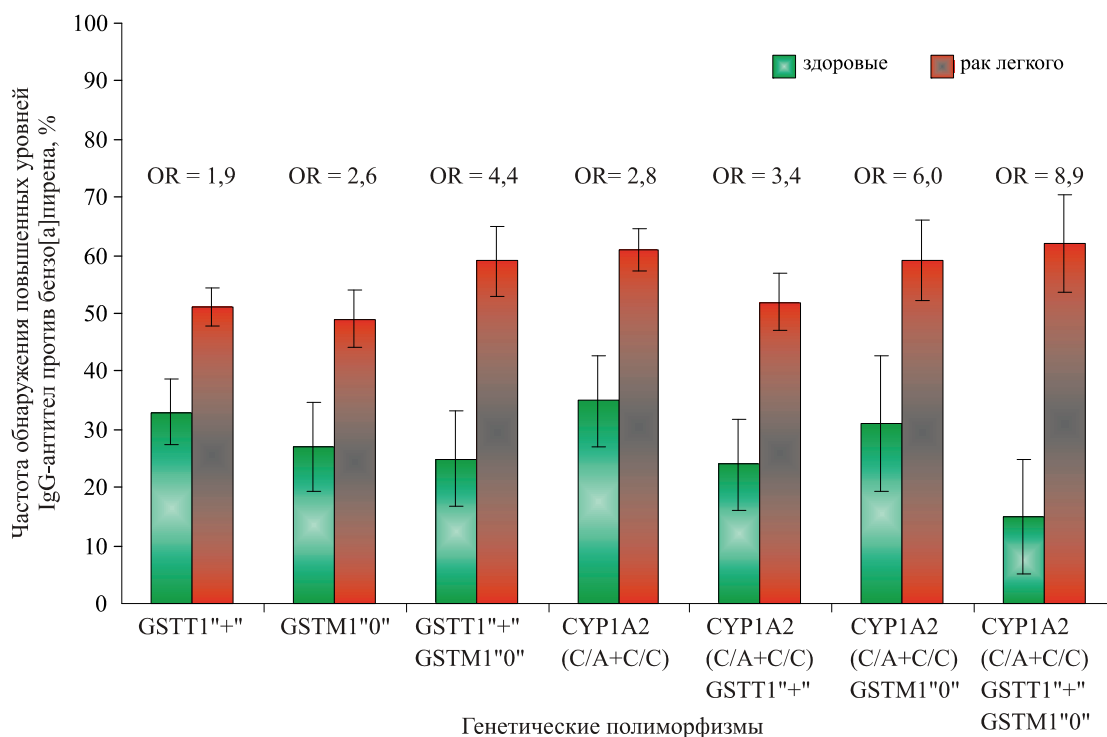 Частота обнаружения повышенных уровней
IgG-антител против бензо[а]пирена, %
100
90
80
70
60
50
40
30
20
10
0
здоровые
рак легкого
OR = 1,9
OR = 2,6
OR = 4,4
OR= 2,8
OR = 3,4
OR = 6,0
OR = 8,9
GSTT1"+"
GSTM1"0"
GSTT1"+"
GSTM1"0"
CYP1A2
(C/A+C/C)
CYP1A2
(C/A+C/C)
GSTT1"+"
CYP1A2
(C/A+C/C)
GSTM1"0"
CYP1A2
(C/A+C/C)
GSTT1"+"
GSTM1"0"
Генетические полиморфизмы